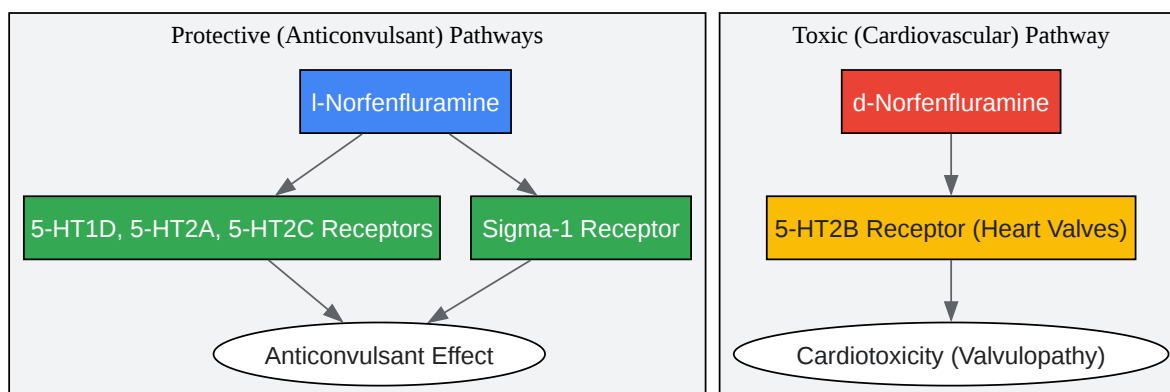 Protective (Anticonvulsant) Pathways
l-Norfenfluramine
5-HT1D, 5-HT2A, 5-HT2C Receptors
Sigma-1 Receptor
Anticonvulsant Effect
Toxic (Cardiovascular) Pathway
d-Norfenfluramine
5-HT2B Receptor (Heart Valves)
Cardiotoxicity (Valvulopathy)